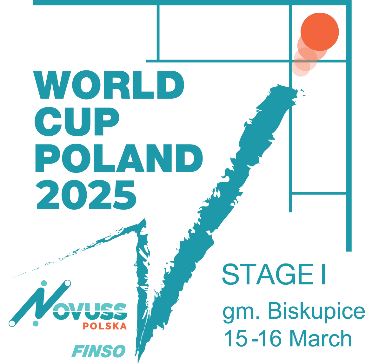 WORLD
CUP
POLAND
2025
STAGE I
gm. Biskupice
15-16 March
NOVUSS
POLSKA
FINSO